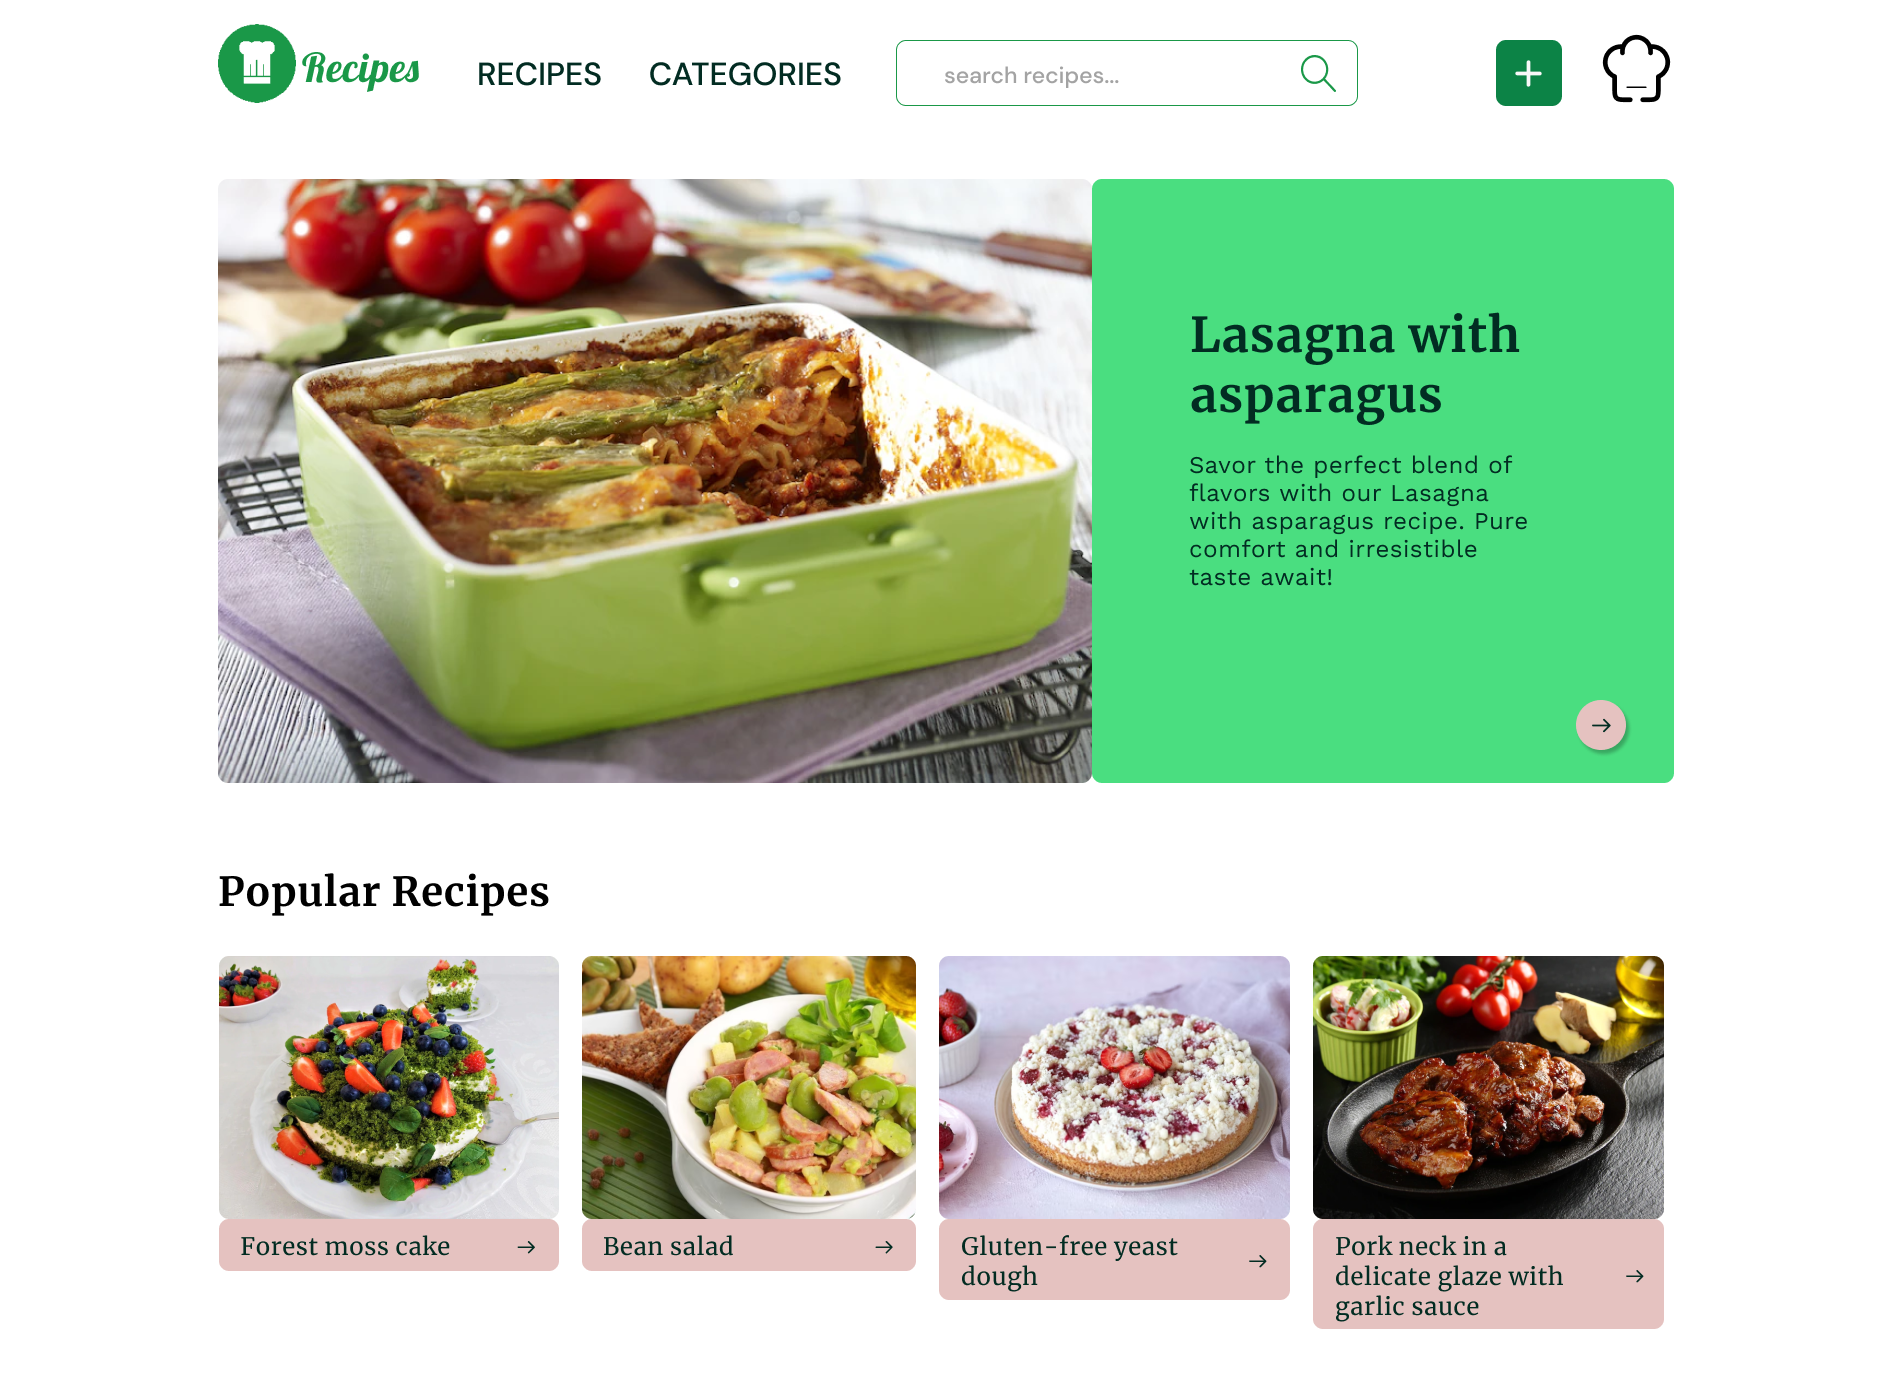 Recipes
RECIPES
CATEGORIES
search recipes...
Lasagna with
asparagus
Savor the perfect blend of
flavors with our Lasagna
with asparagus recipe. Pure
comfort and irresistible
taste await!
Popular Recipes
Forest moss cake
Bean salad
Gluten-free yeast
dough
Pork neck in a
delicate glaze with
garlic sauce